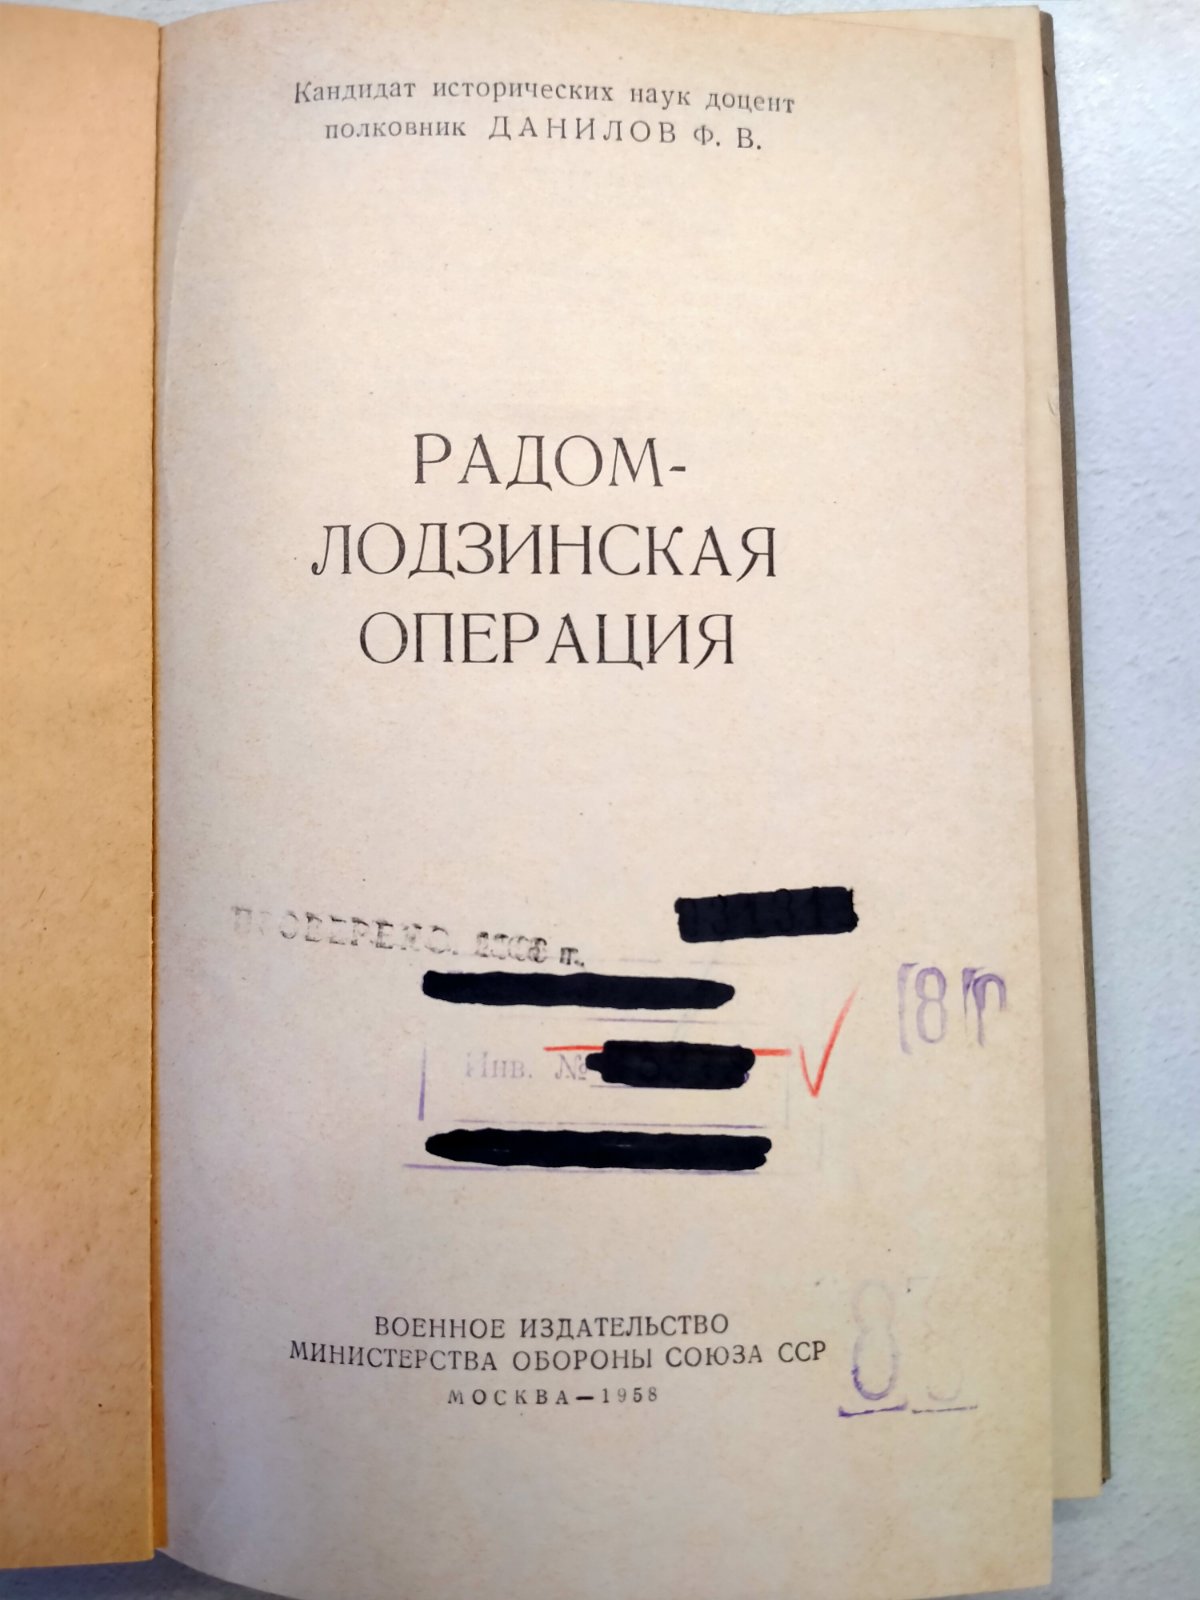 Кандидат исторических наук доцент
полковник ДАНИЛОВ Ф. В.
РАДОМ-
ЛОДЗИНСКАЯ
ОПЕРАЦИЯ
ПРОВЕРЕНО. г.
Инв. №
ВОЕННОЕ ИЗДАТЕЛЬСТВО
МИНИСТЕРСТВА ОБОРОНЫ СОЮЗА ССР
МОСКВА—1958